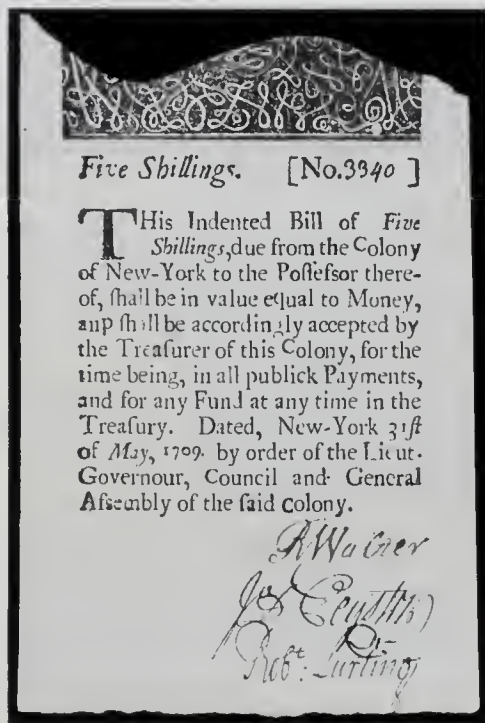 Five Shillings. [No.3340 ]
THis Indented Bill of Five
Shillings,due from the Colony
of New-York to the Poſſeſsor there-
of, ſhall be in value equal to Money,
anp ſhall be accordingly accepted by
the Treaſurer of this Colony, for the
time being, in all publick Payments,
and for any Fund at any time in the
Treaſury. Dated, New-York 31ſt
of May, 1709. by order of the Lieut.
Governour, Council and General
Aſſembly of the ſaid Colony.
Robt: Lurting